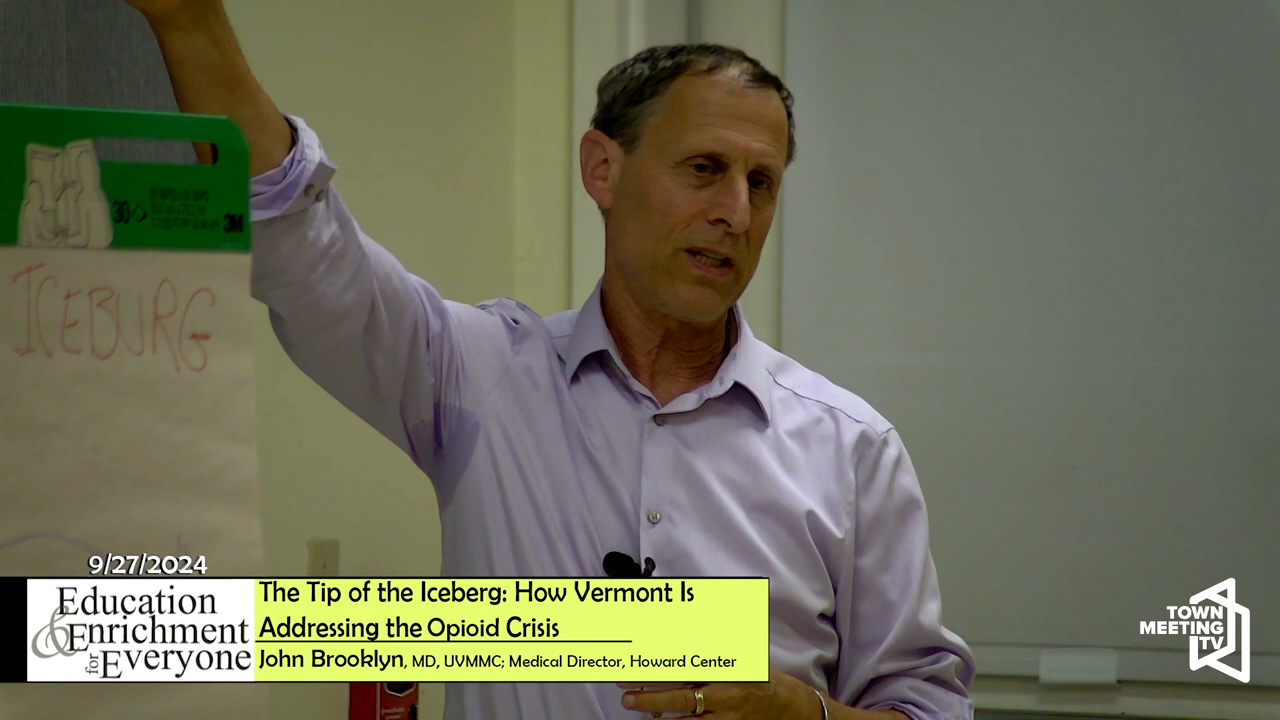 30
3M
ICEBURG
9/27/2024
Education
& Enrichment
for Everyone
The Tip of the Iceberg: How Vermont Is
Addressing the Opioid Crisis
John Brooklyn, MD, UVMMC; Medical Director, Howard Center
TOWN
MEETING
TV